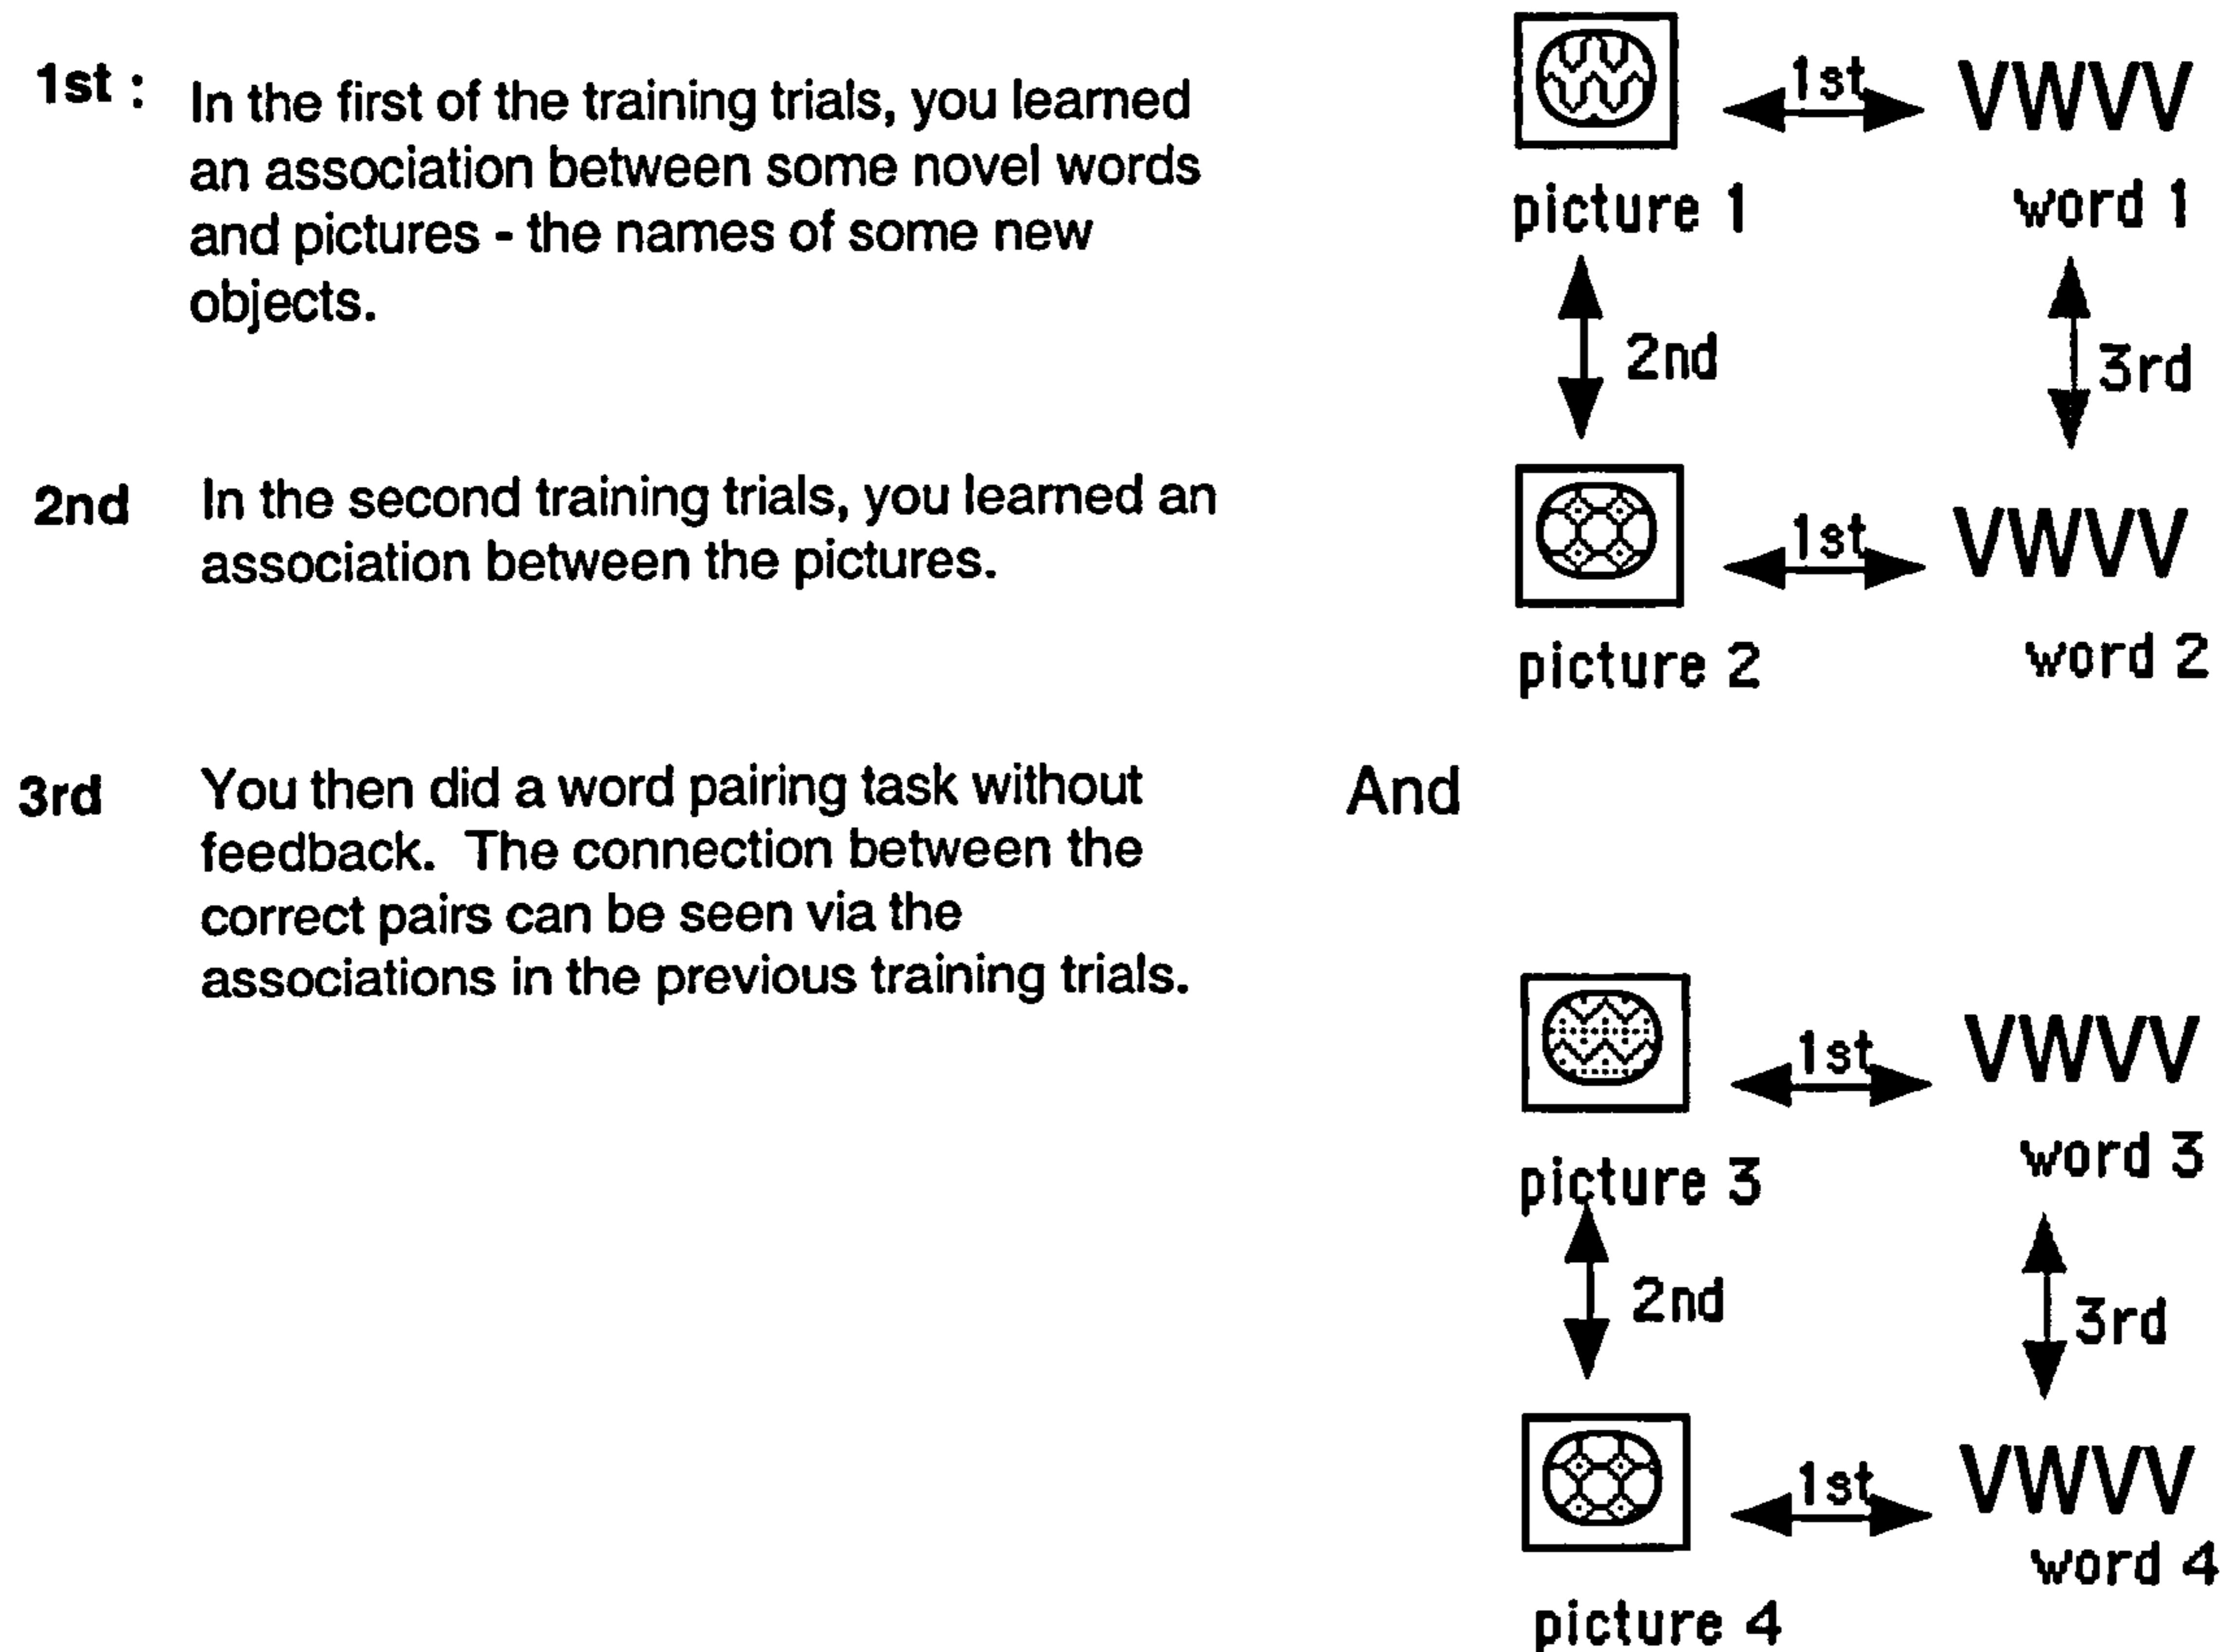 1st : In the first of the training trials, you learned
an association between some novel words
and pictures - the names of some new
objects.
2nd In the second training trials, you learned an
association between the pictures.
3rd You then did a word pairing task without
feedback. The connection between the
correct pairs can be seen via the
associations in the previous training trials.
1st VWVV
picture 1 word 1
2nd 3rd
1st VWVV
picture 2 word 2
And
1st VWVV
picture 3 word 3
2nd 3rd
1st VWVV
picture 4 word 4